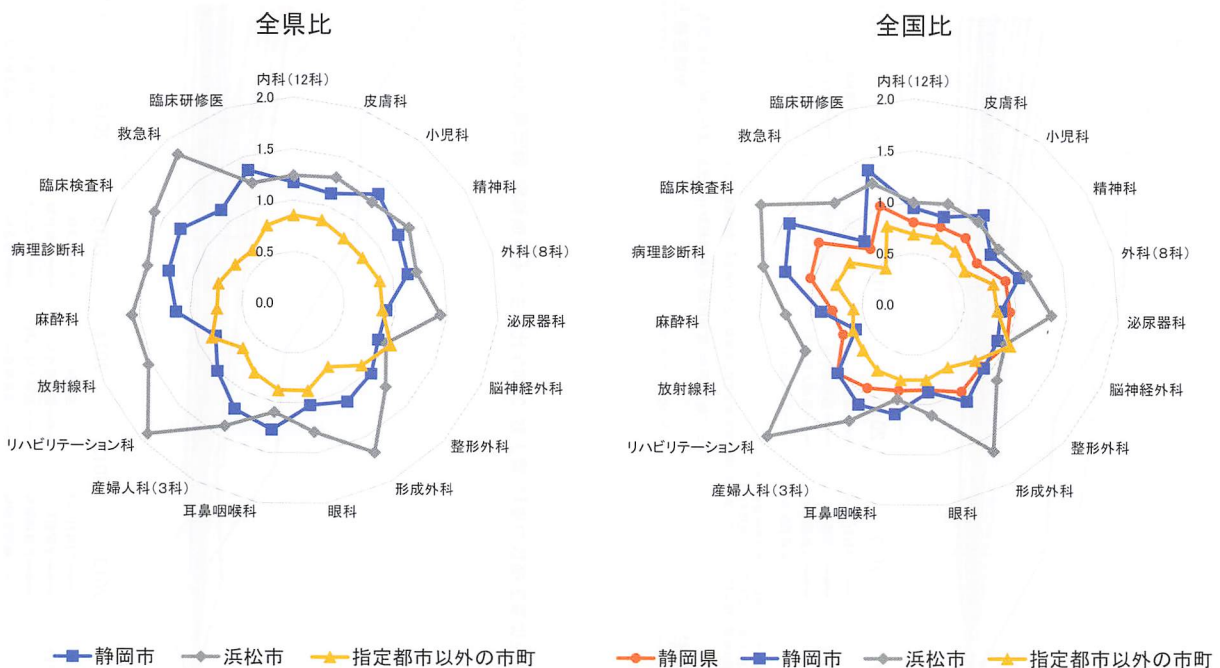 全県比
内科(12科)
皮膚科
小児科
精神科
外科(8科)
泌尿器科
脳神経外科
整形外科
形成外科
眼科
耳鼻咽喉科
産婦人科(3科)
リハビリテーション科
放射線科
麻酔科
病理診断科
臨床検査科
救急科
臨床研修医
2.0
1.5
1.0
0.5
0.0
静岡市
浜松市
指定都市以外の市町
全国比
内科(12科)
皮膚科
小児科
精神科
外科(8科)
泌尿器科
脳神経外科
整形外科
形成外科
眼科
耳鼻咽喉科
産婦人科(3科)
リハビリテーション科
放射線科
麻酔科
病理診断科
臨床検査科
救急科
臨床研修医
2.0
1.5
1.0
0.5
0.0
静岡県
静岡市
浜松市
指定都市以外の市町